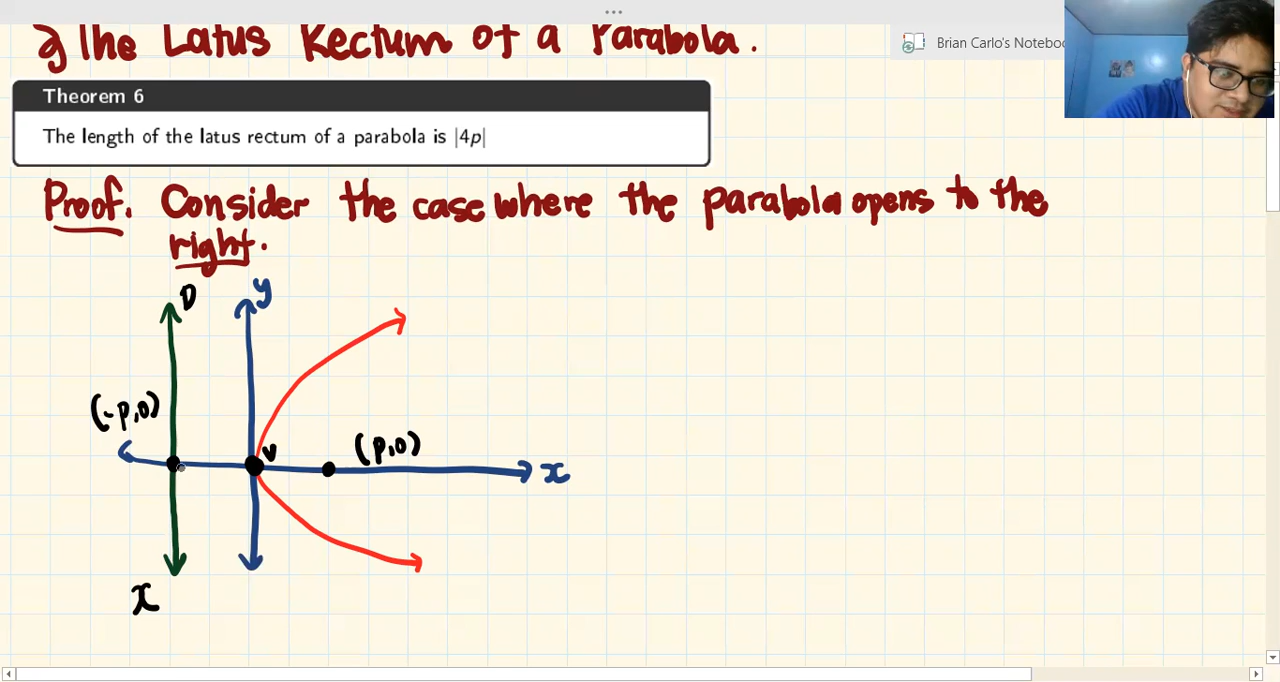 2) The Latus Rectum of a Parabola.
Brian Carlo's Noteboo
Theorem 6
The length of the latus rectum of a parabola is |4p|
Proof. Consider the case where the parabola opens to the
right.
D
y
(-p,0)
V
(p,0)
x
x